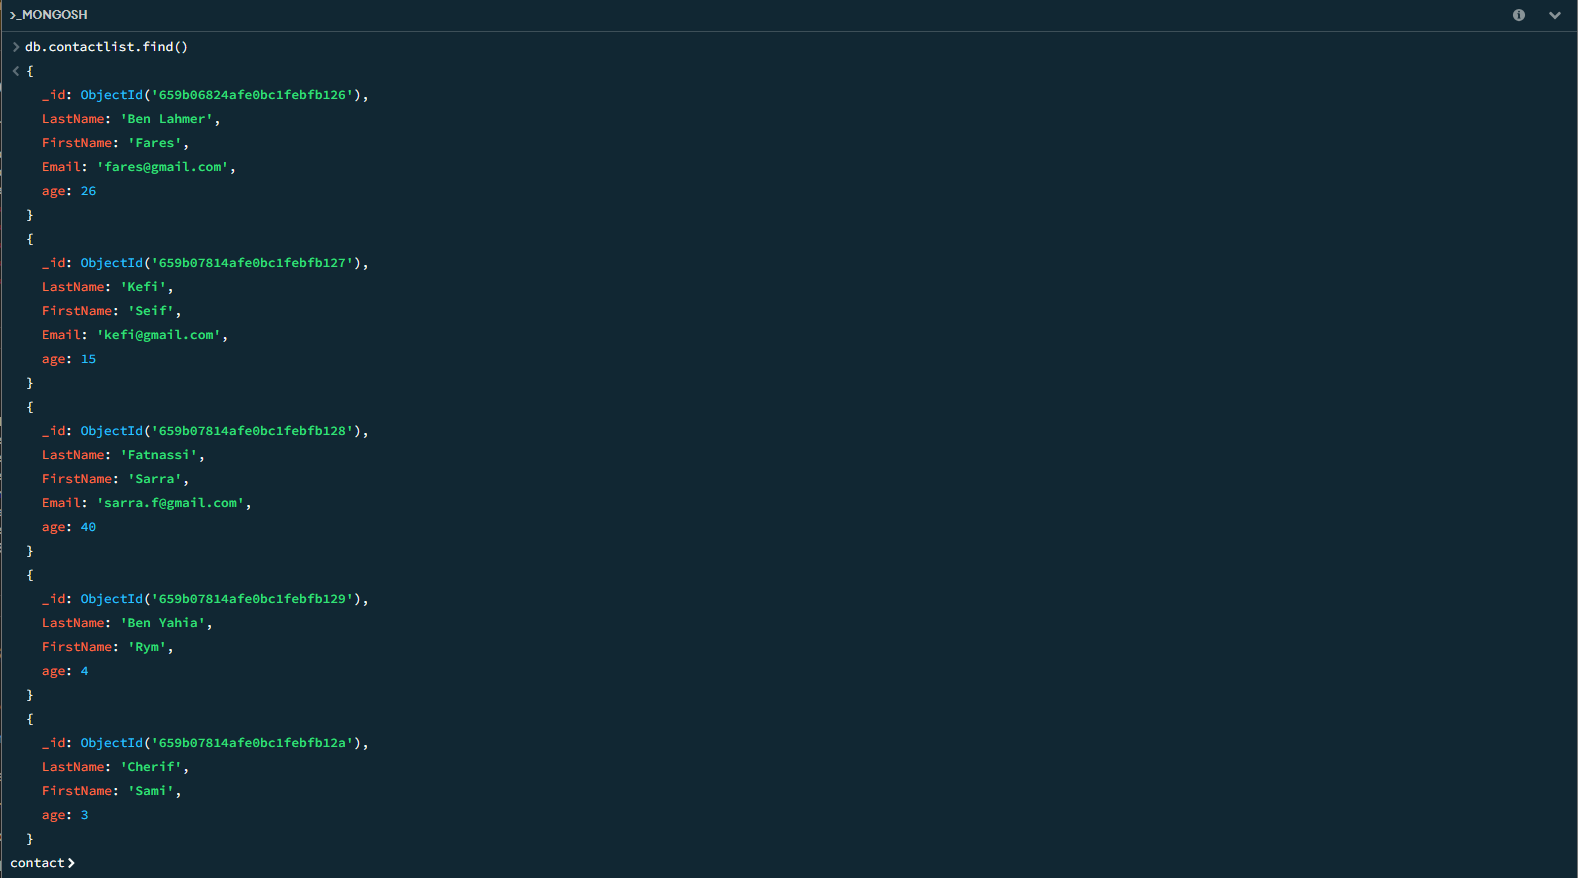 >_MONGOSH
> db.contactlist.find()
< {
_id: ObjectId('659b06824afe0bc1febfb126'),
LastName: 'Ben Lahmer',
FirstName: 'Fares',
Email: 'fares@gmail.com',
age: 26
}
{
_id: ObjectId('659b07814afe0bc1febfb127'),
LastName: 'Kefi',
FirstName: 'Seif',
Email: 'kefi@gmail.com',
age: 15
}
{
_id: ObjectId('659b07814afe0bc1febfb128'),
LastName: 'Fatnassi',
FirstName: 'Sarra',
Email: 'sarra.f@gmail.com',
age: 40
}
{
_id: ObjectId('659b07814afe0bc1febfb129'),
LastName: 'Ben Yahia',
FirstName: 'Rym',
age: 4
}
{
_id: ObjectId('659b07814afe0bc1febfb12a'),
LastName: 'Cherif',
FirstName: 'Sami',
age: 3
}
contact>